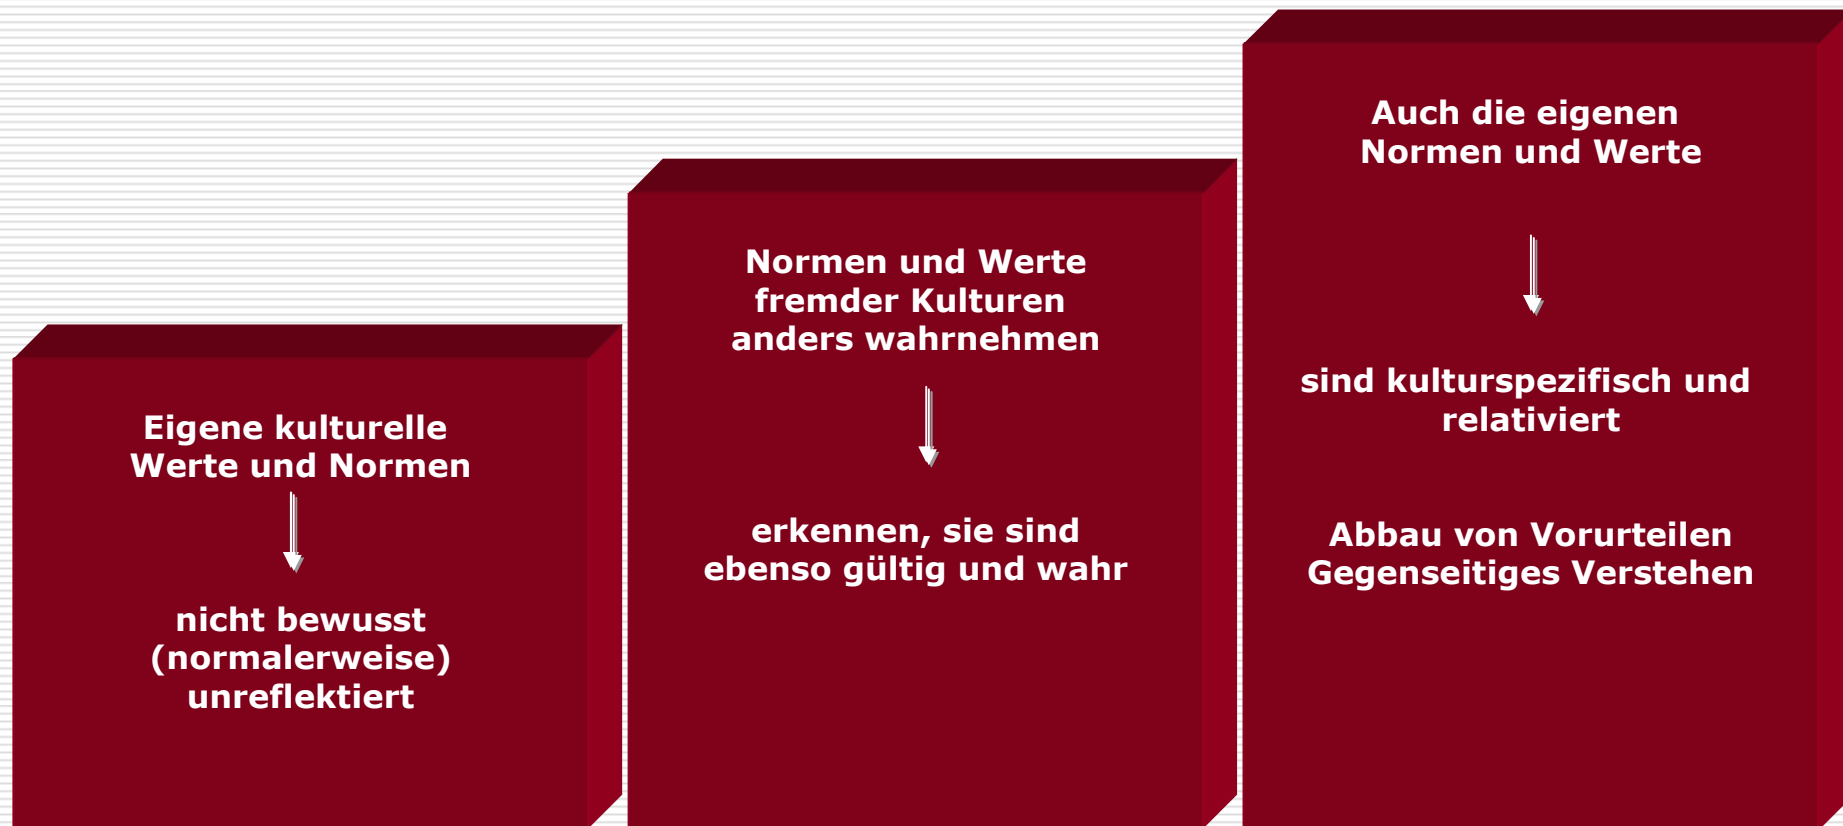 Eigene kulturelle
Werte und Normen
nicht bewusst
(normalerweise)
unreflektiert
Normen und Werte
fremder Kulturen
anders wahrnehmen
erkennen, sie sind
ebenso gültig und wahr
Auch die eigenen
Normen und Werte
sind kulturspezifisch und
relativiert
Abbau von Vorurteilen
Gegenseitiges Verstehen